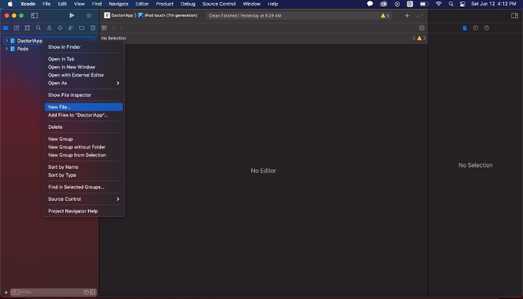 Xcode File Edit View Find Navigate Editor Product Debug Source Control Window Help Sat Jun 12 4:12 PM
DoctorApp iPod touch (7th generation) Clean Finished | Yesterday at 8:29 AM
No Selection
DoctorApp
Pods
Show in Finder
Open in Tab
Open in New Window
Open with External Editor
Open As
Show File Inspector
New File...
Add Files to "DoctorApp"...
Delete
New Group
New Group without Folder
New Group from Selection
Sort by Name
Sort by Type
Find in Selected Groups...
Source Control
Project Navigator Help
No Editor
No Selection